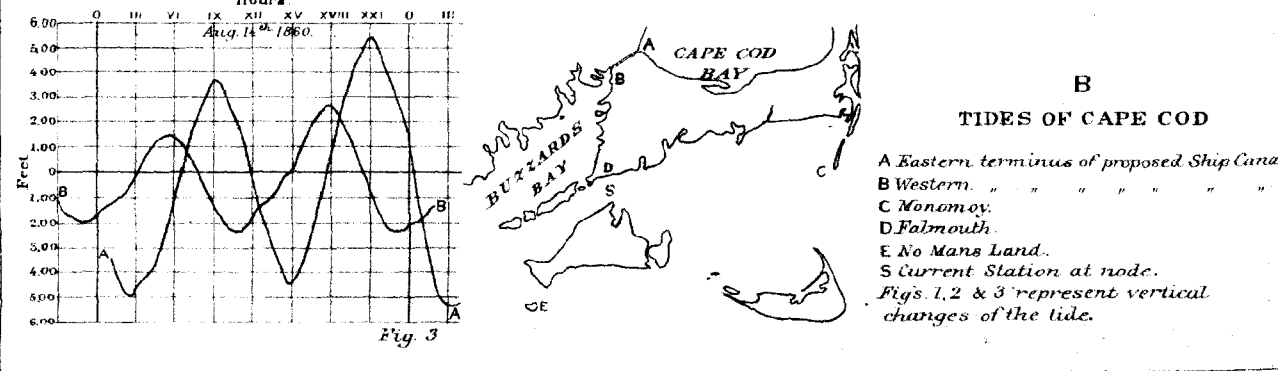 Hours.
O III VI IX XII XV XVIII XXI O III
Aug. 14th 1860.
6.00
5.00
4.00
3.00
2.00
1.00
0
1.00
2.00
3.00
4.00
5.00
6.00
Feet
B
A
B
A
Fig. 3
A
CAPE COD
BAY
B
BUZZARDS
BAY
D
S
C
E
B
TIDES OF CAPE COD
A Eastern terminus of proposed Ship Cana
B Western. " " " " " " "
C Monomoy.
D Falmouth.
E No Mans Land.
S Current Station at node.
Figs. 1, 2 & 3 represent vertical
changes of the tide.